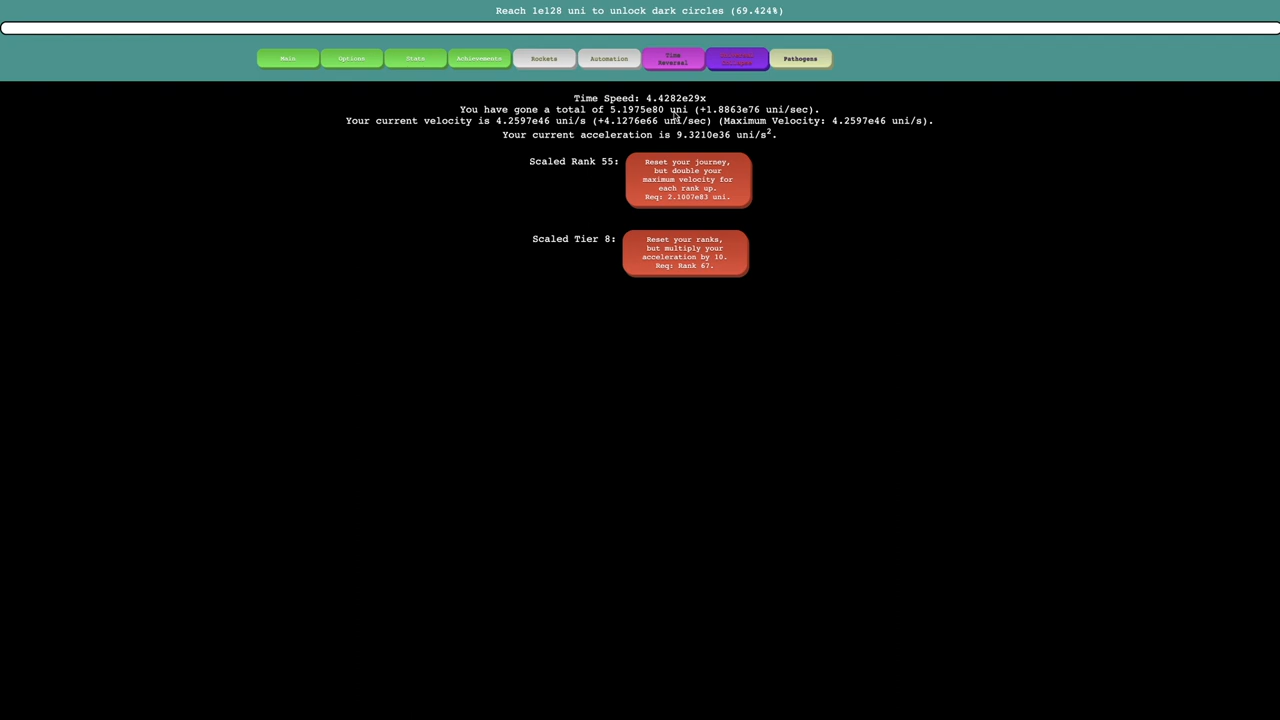 Reach 1e128 uni to unlock dark circles (69.424%)
Main
Options
Stats
Achievements
Rockets
Automation
Time
Reversal
Universal
Collapse
Pathogens
Time Speed: 4.4282e29x
You have gone a total of 5.1975e80 uni (+1.8863e76 uni/sec).
Your current velocity is 4.2597e46 uni/s (+4.1276e66 uni/sec) (Maximum Velocity: 4.2597e46 uni/s).
Your current acceleration is 9.3210e36 uni/s2.
Scaled Rank 55:
Reset your journey,
but double your
maximum velocity for
each rank up.
Req: 2.1007e83 uni.
Scaled Tier 8:
Reset your ranks,
but multiply your
acceleration by 10.
Req: Rank 67.